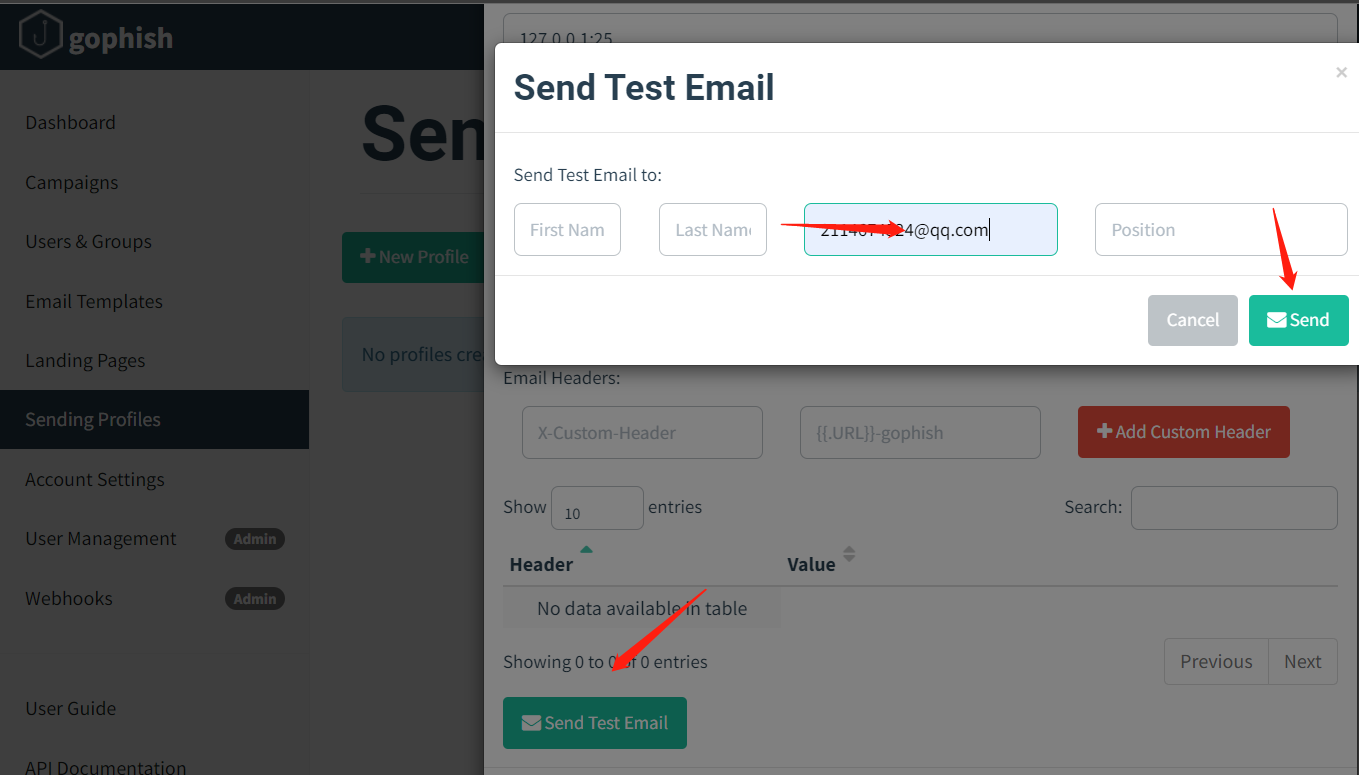 gophish
Dashboard
Campaigns
Users & Groups
Email Templates
Landing Pages
Sending Profiles
Account Settings
User Management Admin
Webhooks Admin
User Guide
API Documentation
Sen
New Profile
No profiles crea
127.0.0.1:25
Send Test Email
×
Send Test Email to:
First Nam
Last Name
@qq.com
Position
Cancel
Send
Email Headers:
X-Custom-Header
{{.URL}}-gophish
Add Custom Header
Show 10 entries
Search:
Header
Value
No data available in table
Showing 0 to 0 of 0 entries
Previous
Next
Send Test Email